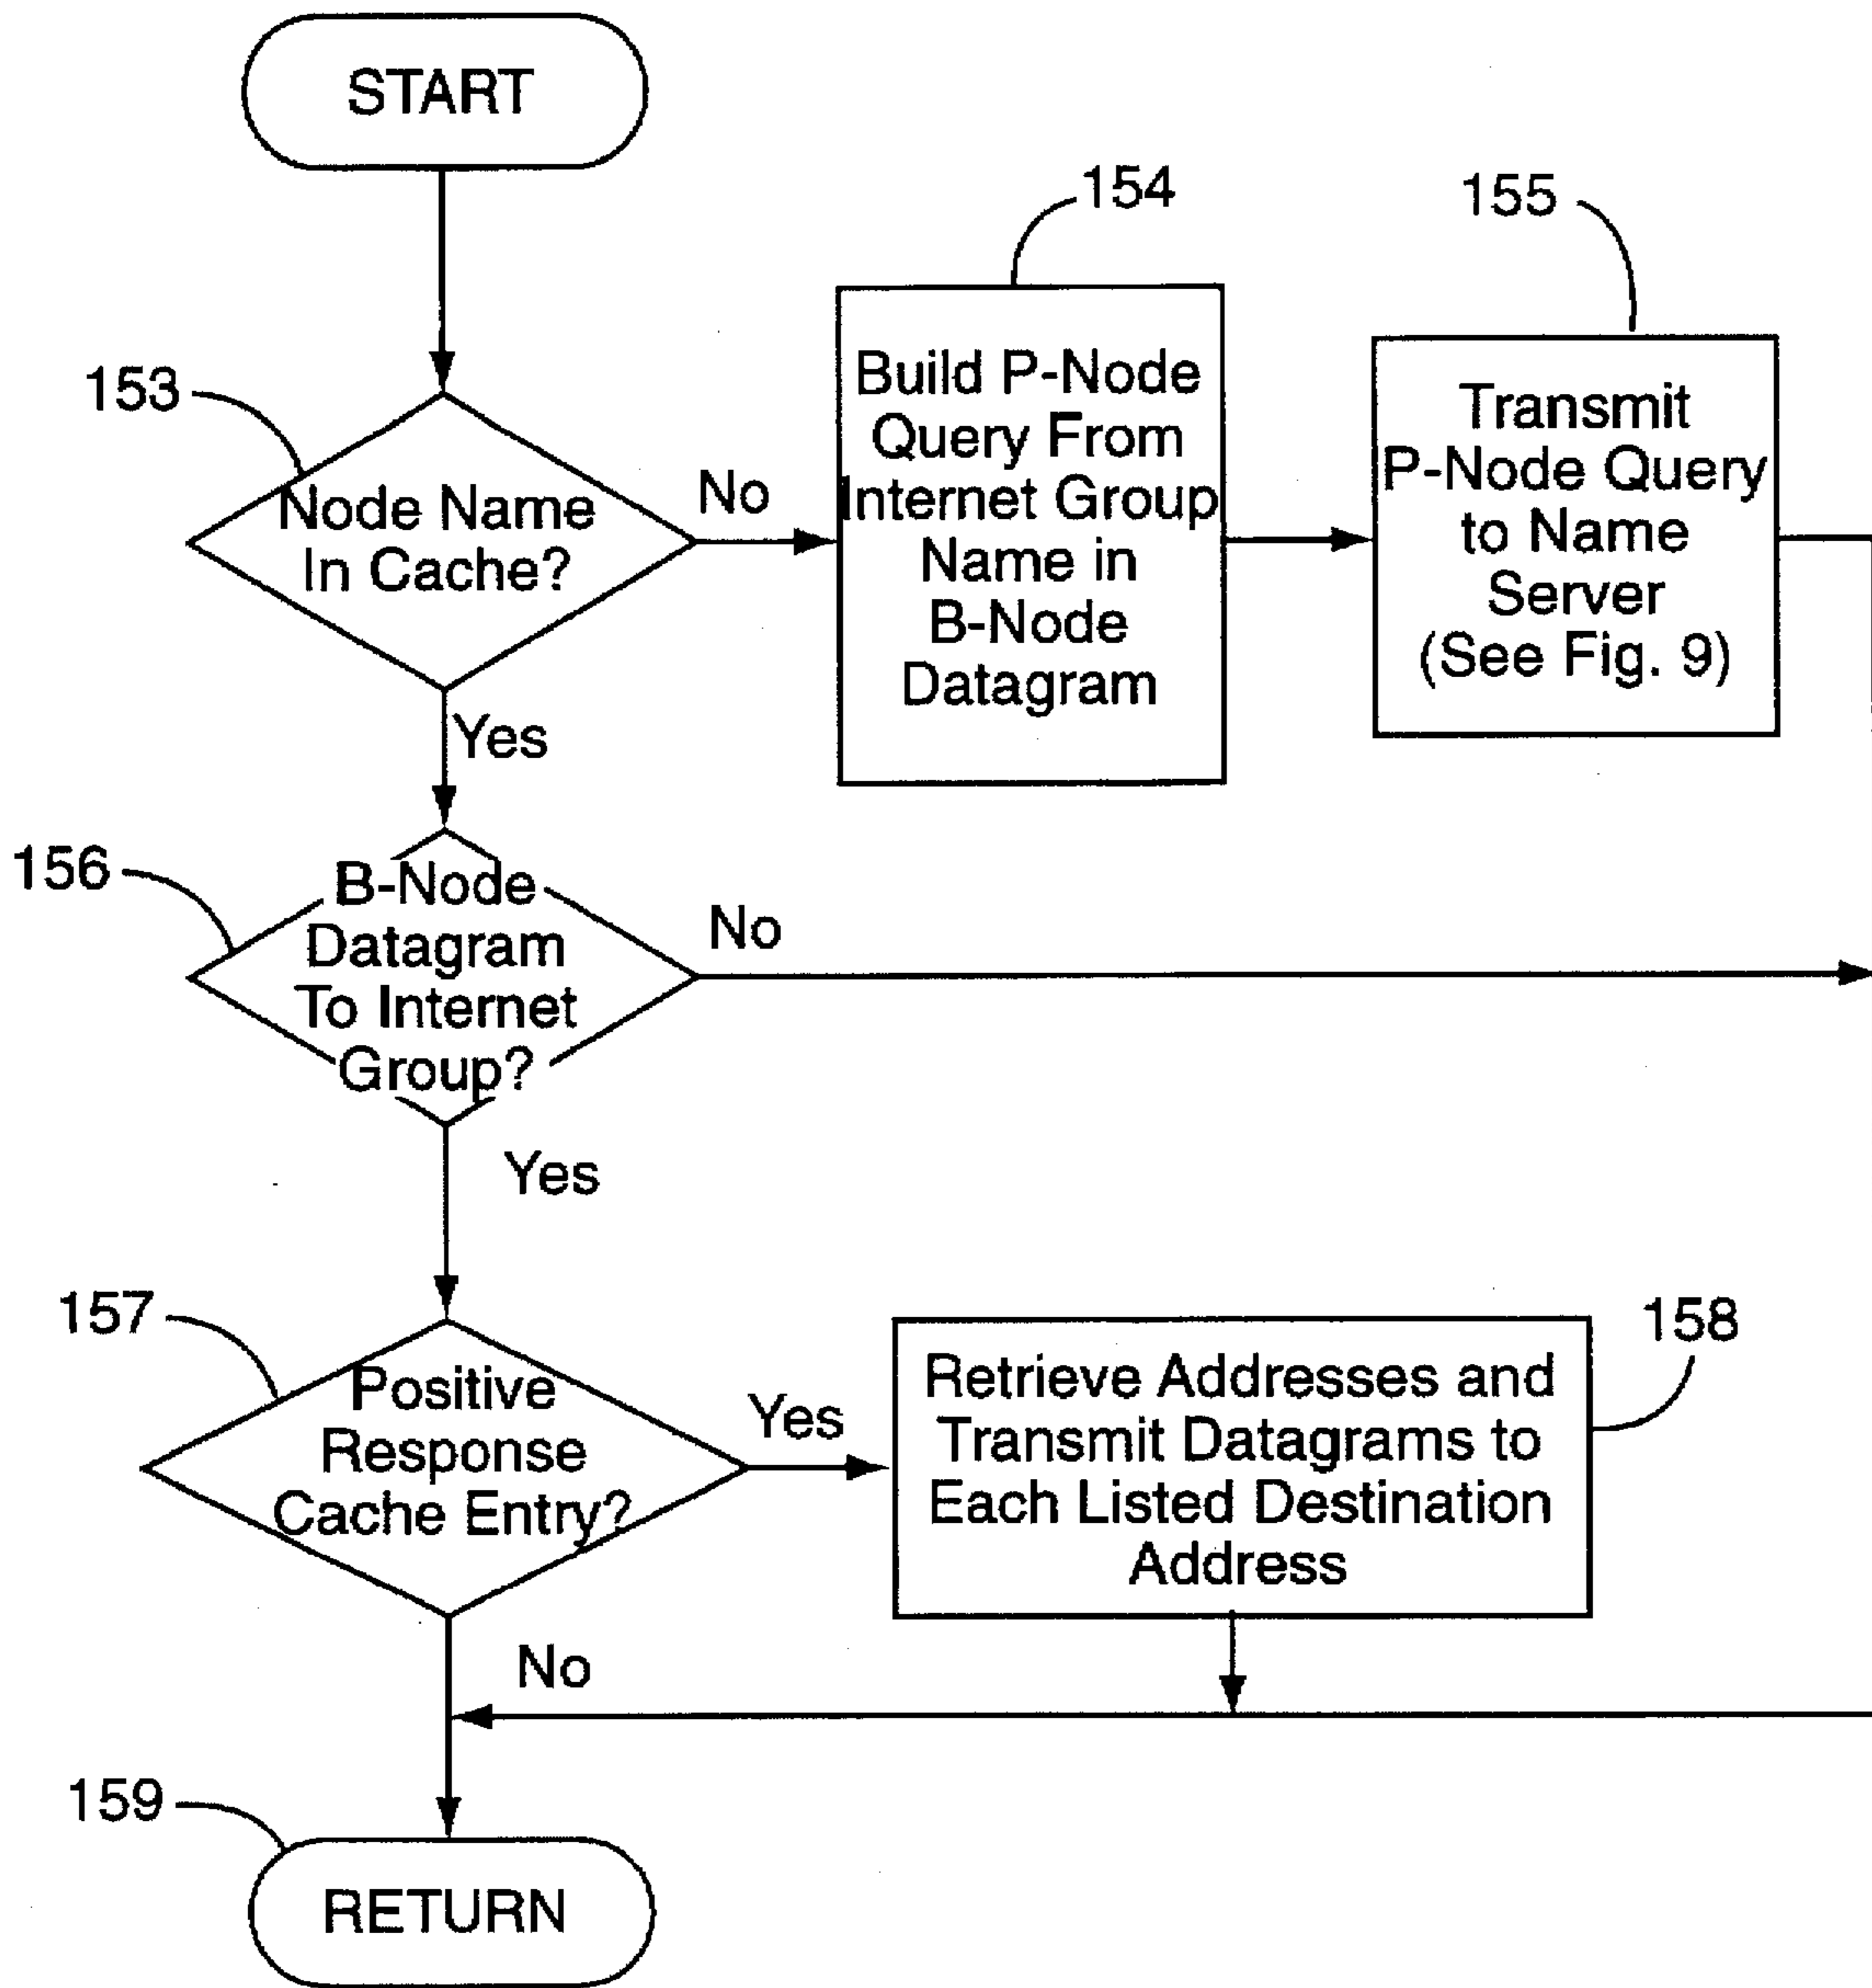 START
154
155
153
Node Name
In Cache?
No
Build P-Node
Query From
Internet Group
Name in
B-Node
Datagram
Transmit
P-Node Query
to Name
Server
(See Fig. 9)
Yes
156
B-Node
Datagram
To Internet
Group?
No
Yes
157
Positive
Response
Cache Entry?
Yes
158
Retrieve Addresses and
Transmit Datagrams to
Each Listed Destination
Address
No
159
RETURN